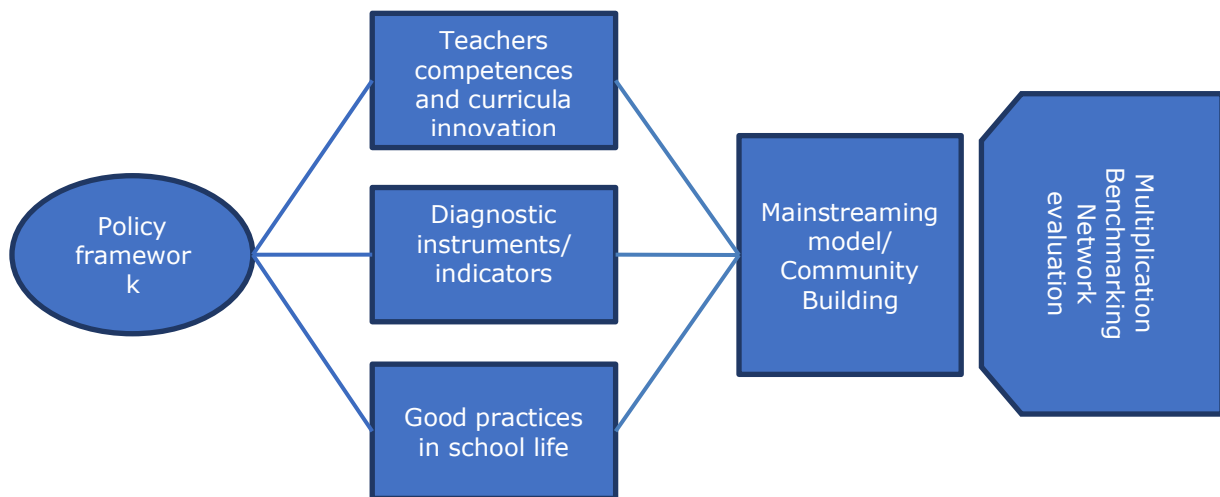 Policy
framewor
k
Teachers
competences
and curricula
innovation
Diagnostic
instruments/
indicators
Good practices
in school life
Mainstreaming
model/
Community
Building
Multiplication
Benchmarking
Network
evaluation